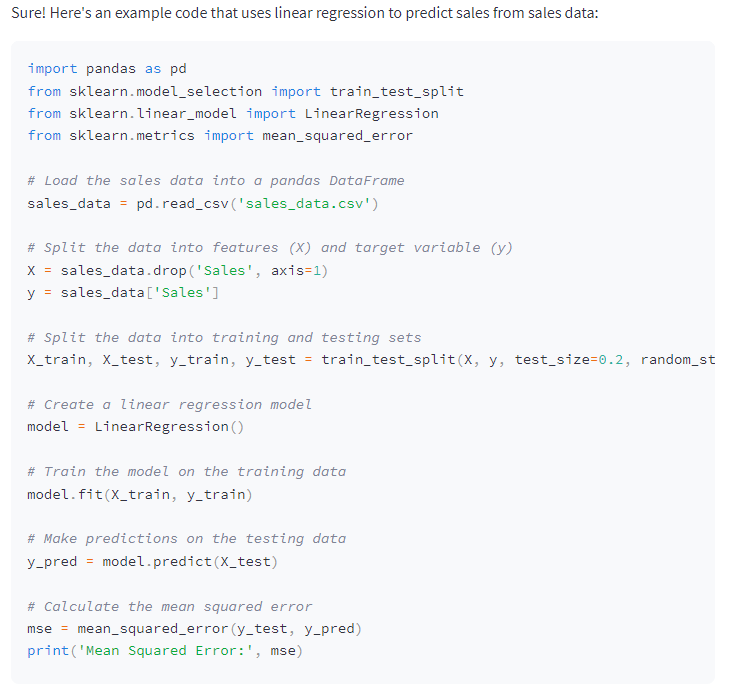 Sure! Here's an example code that uses linear regression to predict sales from sales data:
import pandas as pd
from sklearn.model_selection import train_test_split
from sklearn.linear_model import LinearRegression
from sklearn.metrics import mean_squared_error
# Load the sales data into a pandas DataFrame
sales_data = pd.read_csv('sales_data.csv')
# Split the data into features (X) and target variable (y)
X = sales_data.drop('Sales', axis=1)
y = sales_data['Sales']
# Split the data into training and testing sets
X_train, X_test, y_train, y_test = train_test_split(X, y, test_size=0.2, random_st
# Create a linear regression model
model = LinearRegression()
# Train the model on the training data
model.fit(X_train, y_train)
# Make predictions on the testing data
y_pred = model.predict(X_test)
# Calculate the mean squared error
mse = mean_squared_error(y_test, y_pred)
print('Mean Squared Error:', mse)